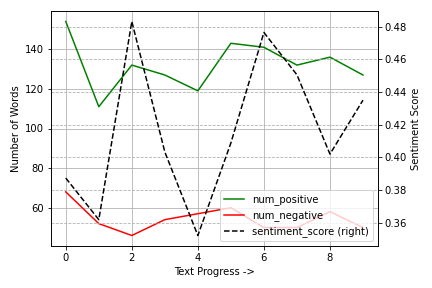 140
120
100
80
60
Number of Words
0.48
0.46
0.44
0.42
0.40
0.38
0.36
Sentiment Score
num_positive
num_negative
sentiment_score (right)
0 2 4 6 8
Text Progress ->